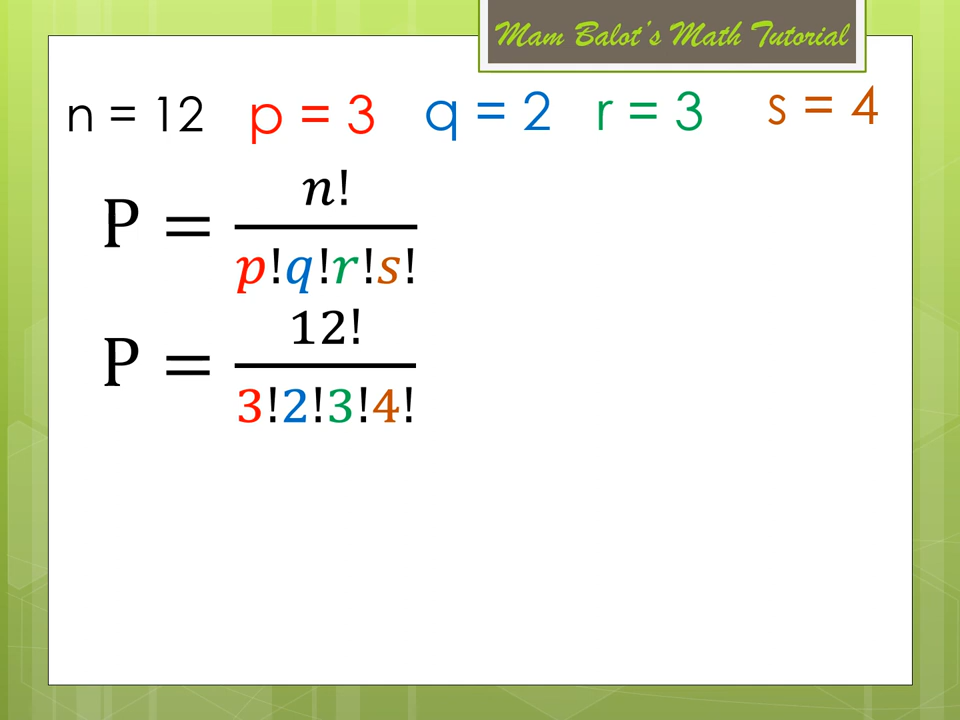 Mam Balot's Math Tutorial
n = 12 p = 3 q = 2 r = 3 s = 4
P = n! / p!q!r!s!
P = 12! / 3!2!3!4!